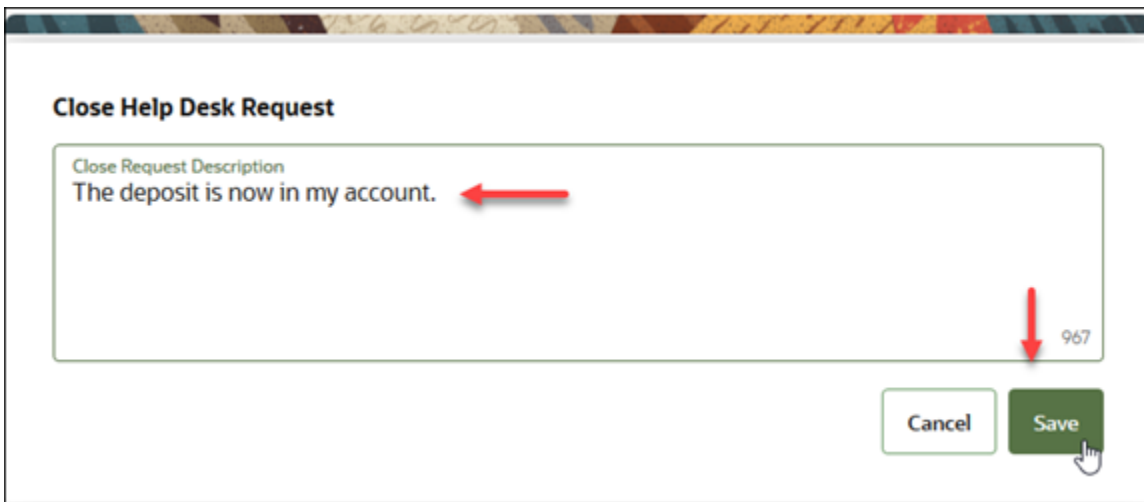 Close Help Desk Request
Close Request Description
The deposit is now in my account.
967
Cancel Save